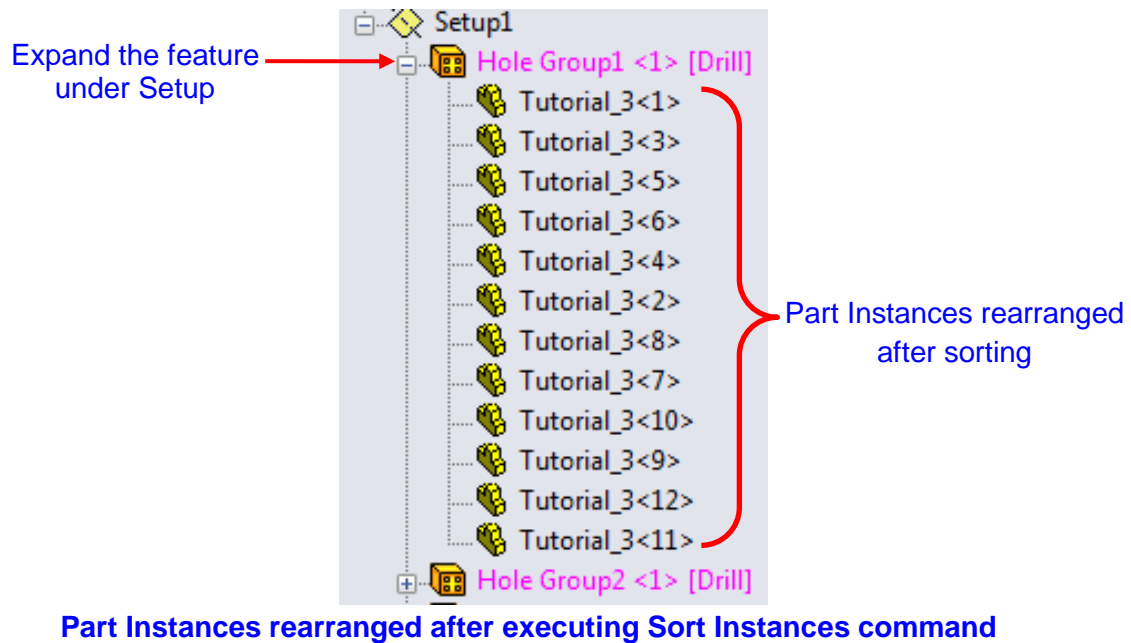 Setup1
Expand the feature
under Setup
Hole Group1 <1> [Drill]
Tutorial_3<1>
Tutorial_3<3>
Tutorial_3<5>
Tutorial_3<6>
Tutorial_3<4>
Tutorial_3<2>
Tutorial_3<8>
Tutorial_3<7>
Tutorial_3<10>
Tutorial_3<9>
Tutorial_3<12>
Tutorial_3<11>
Part Instances rearranged
after sorting
Hole Group2 <1> [Drill]
Part Instances rearranged after executing Sort Instances command